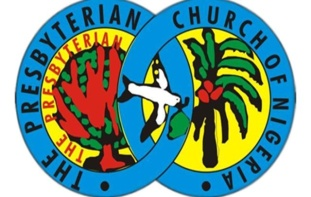 THE PRESBYTERIAN
THE PRESBYTERIAN
CHURCH OF NIGERIA